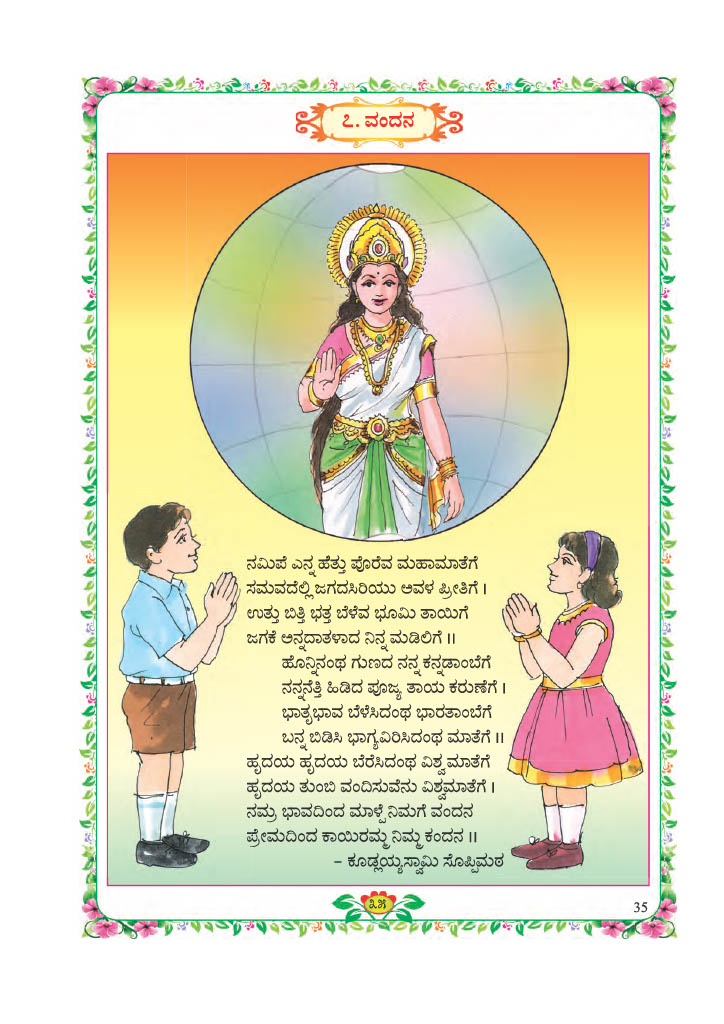 ೭. ವಂದನ
ನಮಿಪೆ ಎನ್ನ ಹೆತ್ತು ಪೊರೆವ ಮಹಾಮಾತೆಗೆ
ಸಮವದೆಲ್ಲಿ ಜಗದಸಿರಿಯು ಅವಳ ಪ್ರೀತಿಗೆ ।
ಉತ್ತು ಬಿತ್ತಿ ಭತ್ತ ಬೆಳೆವ ಭೂಮಿ ತಾಯಿಗೆ
ಜಗಕೆ ಅನ್ನದಾತಳಾದ ನಿನ್ನ ಮಡಿಲಿಗೆ ॥
ಹೊನ್ನಿನಂಥ ಗುಣದ ನನ್ನ ಕನ್ನಡಾಂಬೆಗೆ
ನನ್ನನೆತ್ತಿ ಹಿಡಿದ ಪೂಜ್ಯ ತಾಯ ಕರುಣೆಗೆ ।
ಭಾತೃಭಾವ ಬೆಳೆಸಿದಂಥ ಭಾರತಾಂಬೆಗೆ
ಬನ್ನ ಬಿಡಿಸಿ ಭಾಗ್ಯವಿರಿಸಿದಂಥ ಮಾತೆಗೆ ॥
ಹೃದಯ ಹೃದಯ ಬೆರೆಸಿದಂಥ ವಿಶ್ವಮಾತೆಗೆ
ಹೃದಯ ತುಂಬಿ ವಂದಿಸುವೆನು ವಿಶ್ವಮಾತೆಗೆ ।
ನಮ್ರ ಭಾವದಿಂದ ಮಾಳ್ಪೆ ನಿಮಗೆ ವಂದನ
ಪ್ರೇಮದಿಂದ ಕಾಯಿರಮ್ಮ ನಿಮ್ಮ ಕಂದನ ॥
– ಕೂಡ್ಲಯ್ಯಸ್ವಾಮಿ ಸೊಪ್ಪಿಮಠ
೩೫
35